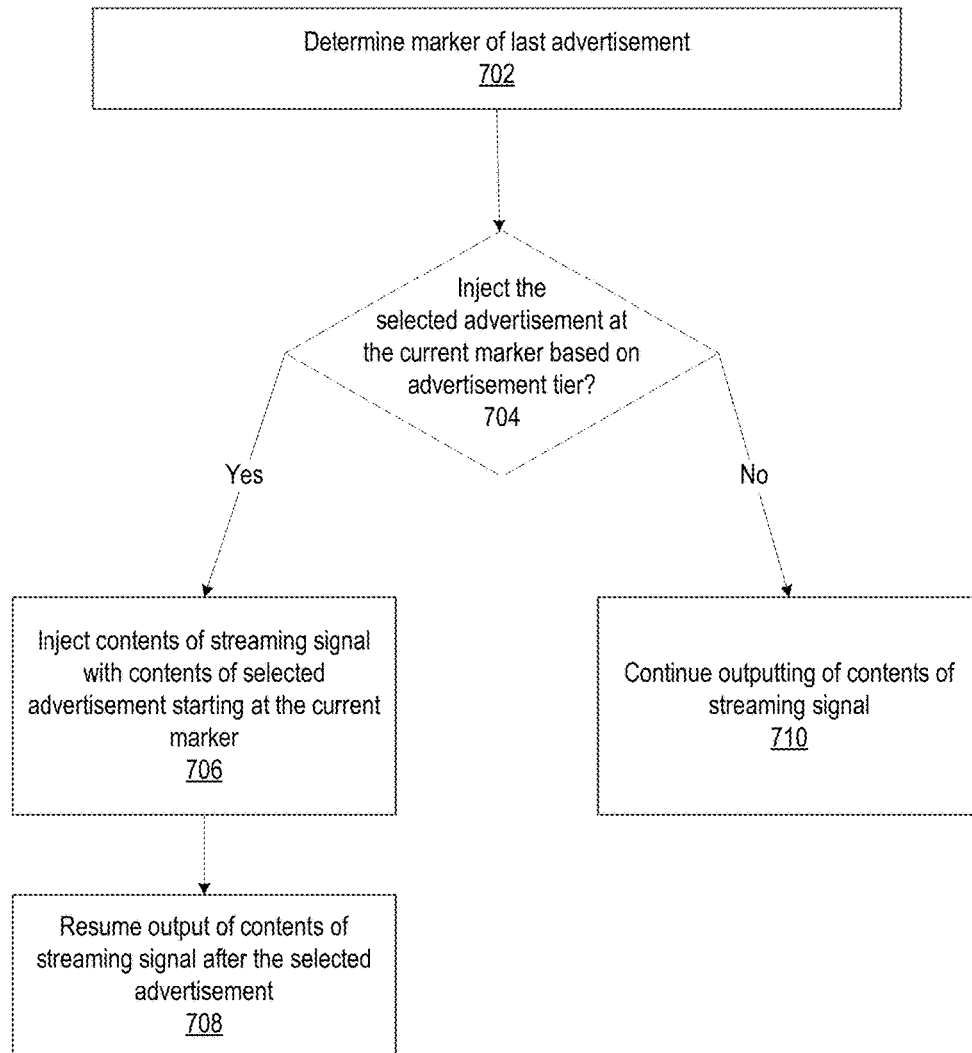 Determine marker of last advertisement
702
Inject the
selected advertisement at
the current marker based on
advertisement tier?
704
Yes
No
Inject contents of streaming signal
with contents of selected
advertisement starting at the current
marker
706
Continue outputting of contents of
streaming signal
710
Resume output of contents of
streaming signal after the selected
advertisement
708